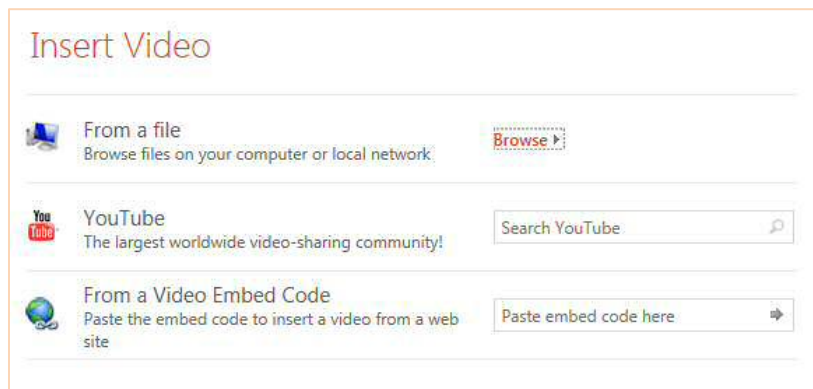 Insert Video
From a file
Browse files on your computer or local network
Browse
You
Tube
YouTube
The largest worldwide video-sharing community!
Search YouTube
From a Video Embed Code
Paste the embed code to insert a video from a web
site
Paste embed code here